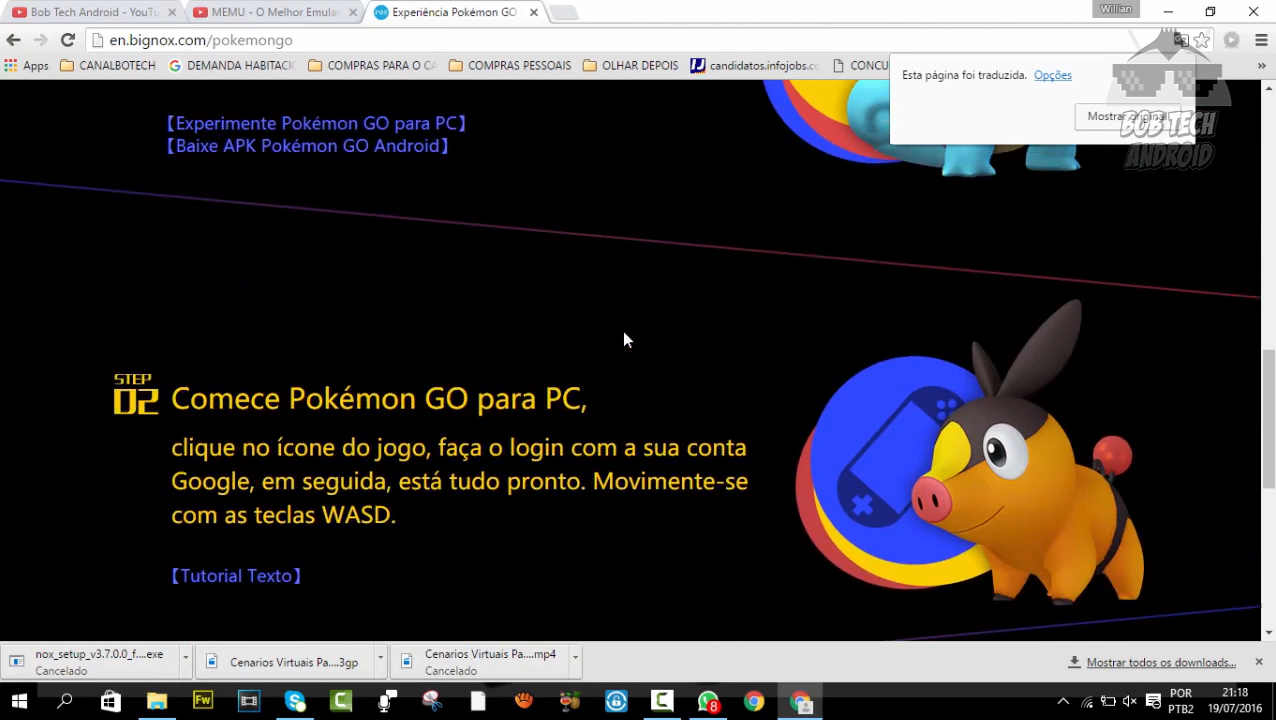 Bob Tech Android - YouTu
MEMU - O Melhor Emula
Experiência Pokémon GO
Willian
en.bignox.com/pokemongo
Apps
CANALBOTECH
DEMANDA HABITACI
COMPRAS PARA O CA
COMPRAS PESSOAIS
OLHAR DEPOIS
candidatos.infojobs.co
CONCU
Esta página foi traduzida. Opções
Mostrar original
BOB TECH
ANDROID
【Experimente Pokémon GO para PC】
【Baixe APK Pokémon GO Android】
STEP
02
Comece Pokémon GO para PC,
clique no ícone do jogo, faça o login com a sua conta
Google, em seguida, está tudo pronto. Movimente-se
com as teclas WASD.
【Tutorial Texto】
nox_setup_v3.7.0.0_f....exe
Cancelado
Cenarios Virtuais Pa....3gp
Cenarios Virtuais Pa....mp4
Cancelado
Mostrar todos os downloads...
Fw
8
POR
PTB2
21:18
19/07/2016